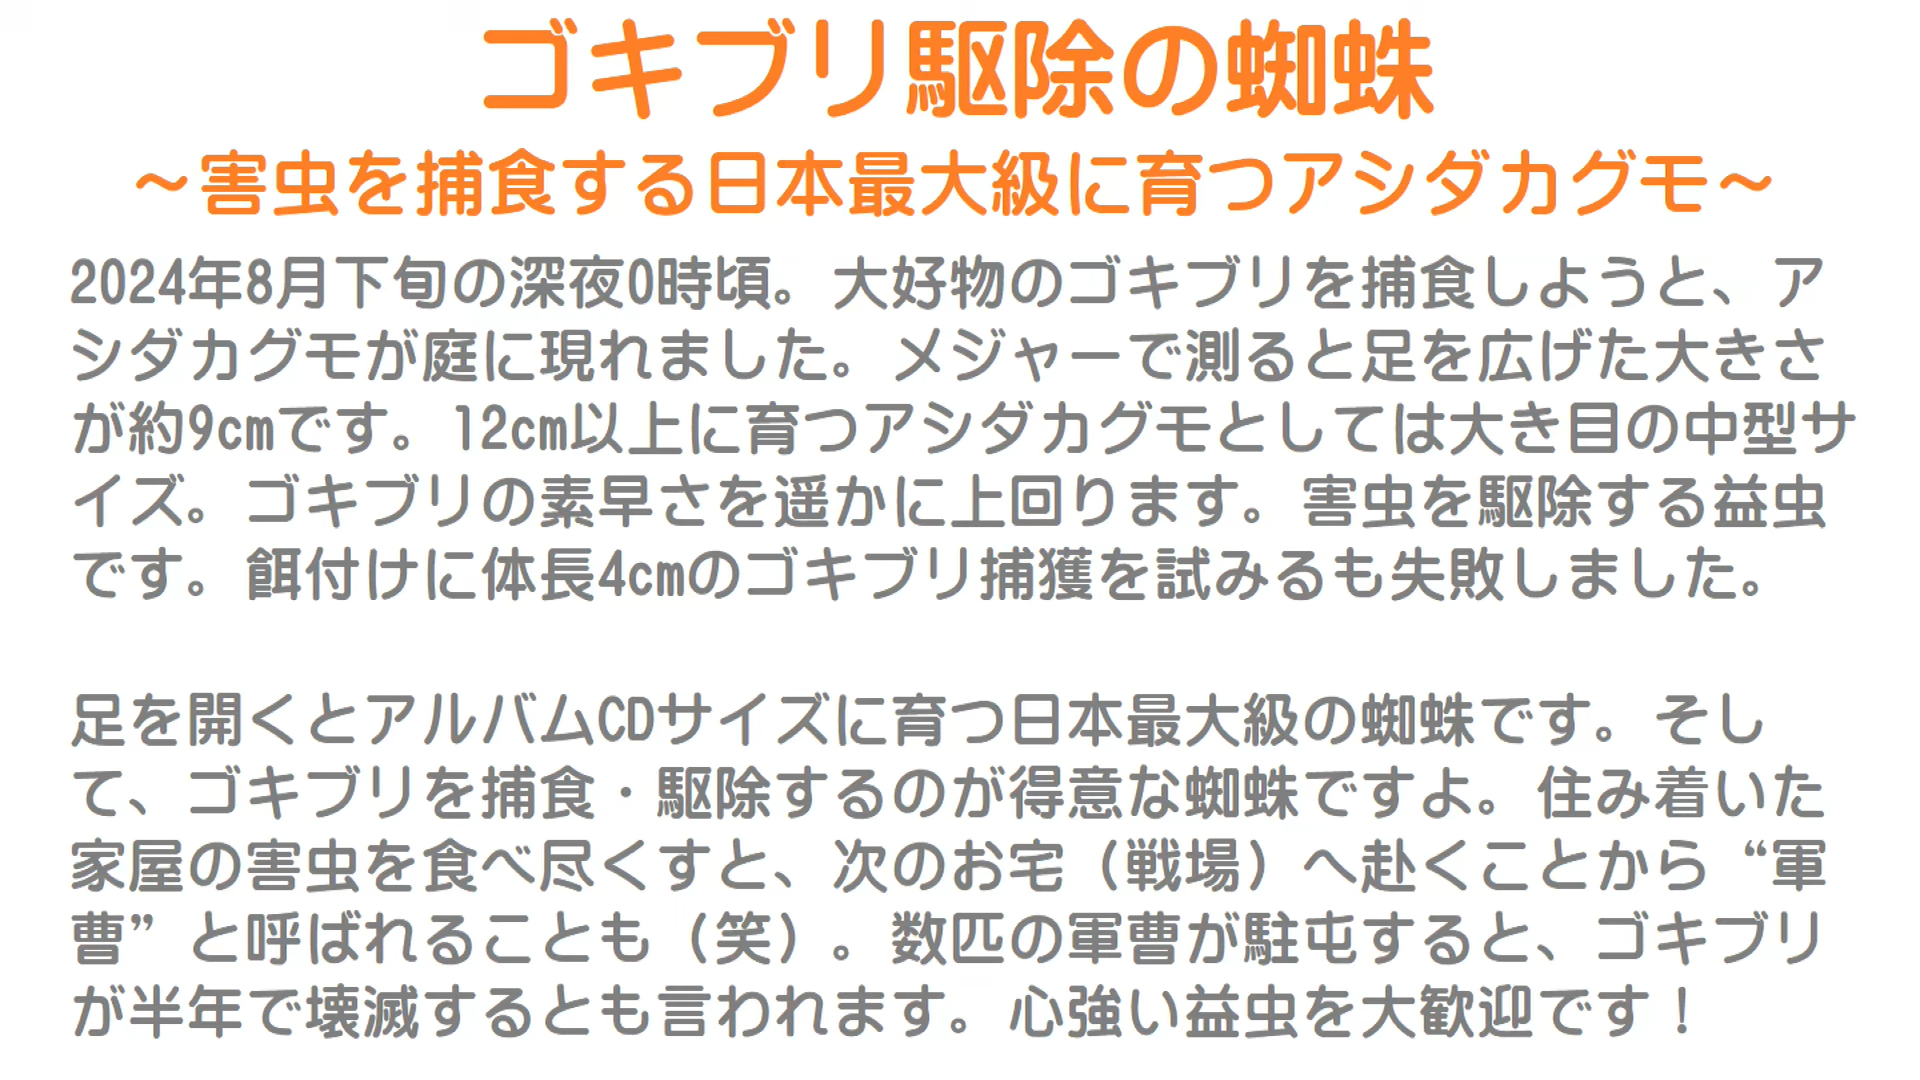 ゴキブリ駆除の蜘蛛
～害虫を捕食する日本最大級に育つアシダカグモ～
2024年8月下旬の深夜0時頃。大好物のゴキブリを捕食しようと、ア
シダカグモが庭に現れました。メジャーで測ると足を広げた大きさ
が約9cmです。12cm以上に育つアシダカグモとしては大き目の中型サ
イズ。ゴキブリの素早さを遥かに上回ります。害虫を駆除する益虫
です。餌付けに体長4cmのゴキブリ捕獲を試みるも失敗しました。
足を開くとアルバムCDサイズに育つ日本最大級の蜘蛛です。そし
て、ゴキブリを捕食・駆除するのが得意な蜘蛛ですよ。住み着いた
家屋の害虫を食べ尽くすと、次のお宅（戦場）へ赴くことから“軍
曹”と呼ばれることも（笑）。数匹の軍曹が駐屯すると、ゴキブリ
が半年で壊滅するとも言われます。心強い益虫を大歓迎です！